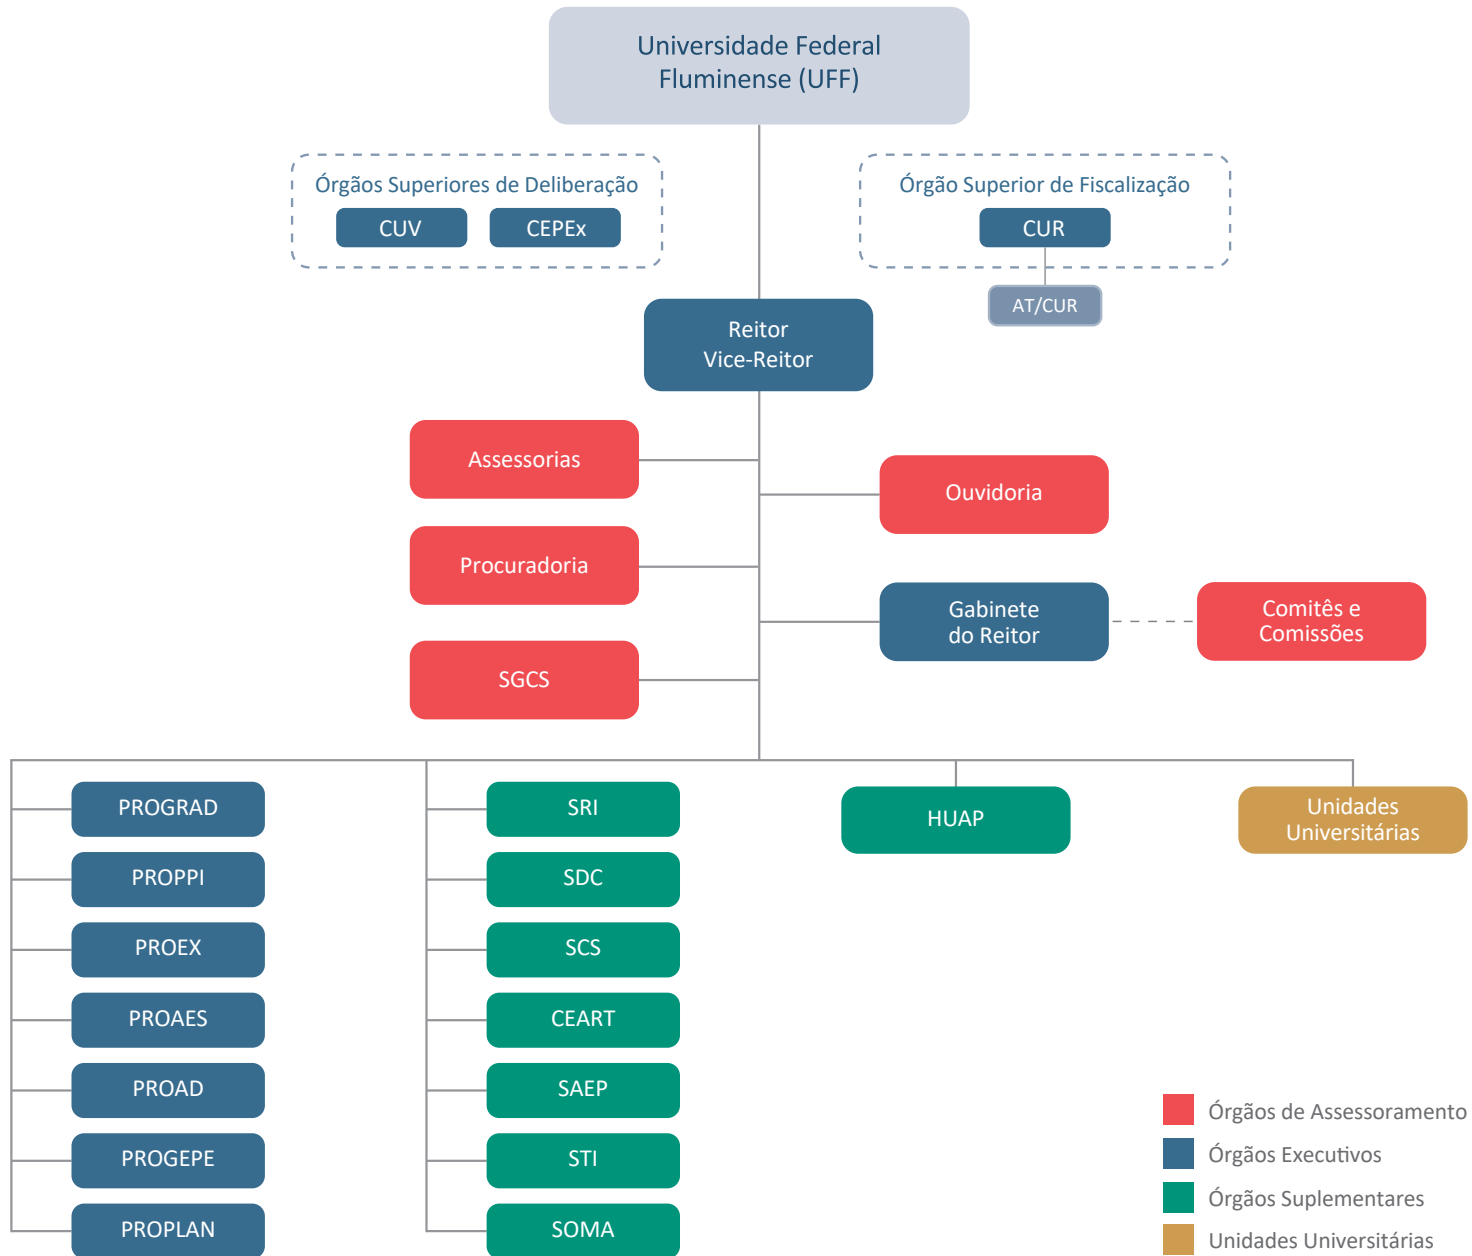 Universidade Federal
Fluminense (UFF)
Órgãos Superiores de Deliberação
CUV
CEPEx
Órgão Superior de Fiscalização
CUR
AT/CUR
Reitor
Vice-Reitor
Assessorias
Ouvidoria
Procuradoria
Gabinete
do Reitor
Comitês e
Comissões
SGCS
PROGRAD
PROPPI
PROEX
PROAES
PROAD
PROGEPE
PROPLAN
SRI
SDC
SCS
CEART
SAEP
STI
SOMA
HUAP
Unidades
Universitárias
Órgãos de Assessoramento
Órgãos Executivos
Órgãos Suplementares
Unidades Universitárias